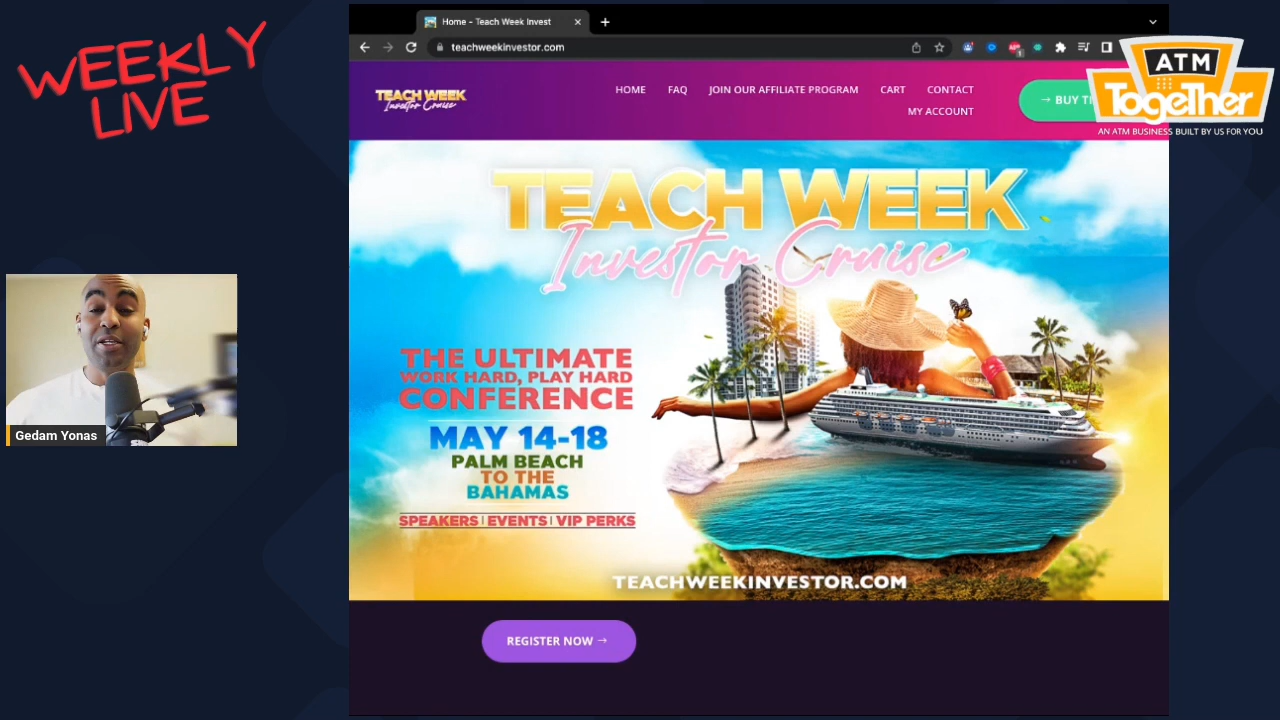 WEEKLY
LIVE
Home - Teach Week Invest
teachweekinvestor.com
ATM
Together
AN ATM BUSINESS BUILT BY US FOR YOU
TEACH WEEK
Investor Cruise
HOME FAQ JOIN OUR AFFILIATE PROGRAM CART CONTACT
MY ACCOUNT
→ BUY
TEACH WEEK
Investor Cruise
THE ULTIMATE
WORK HARD, PLAY HARD
CONFERENCE
MAY 14-18
PALM BEACH
TO THE
BAHAMAS
SPEAKERS | EVENTS | VIP PERKS
TEACHWEEKINVESTOR.COM
REGISTER NOW →
Gedam Yonas